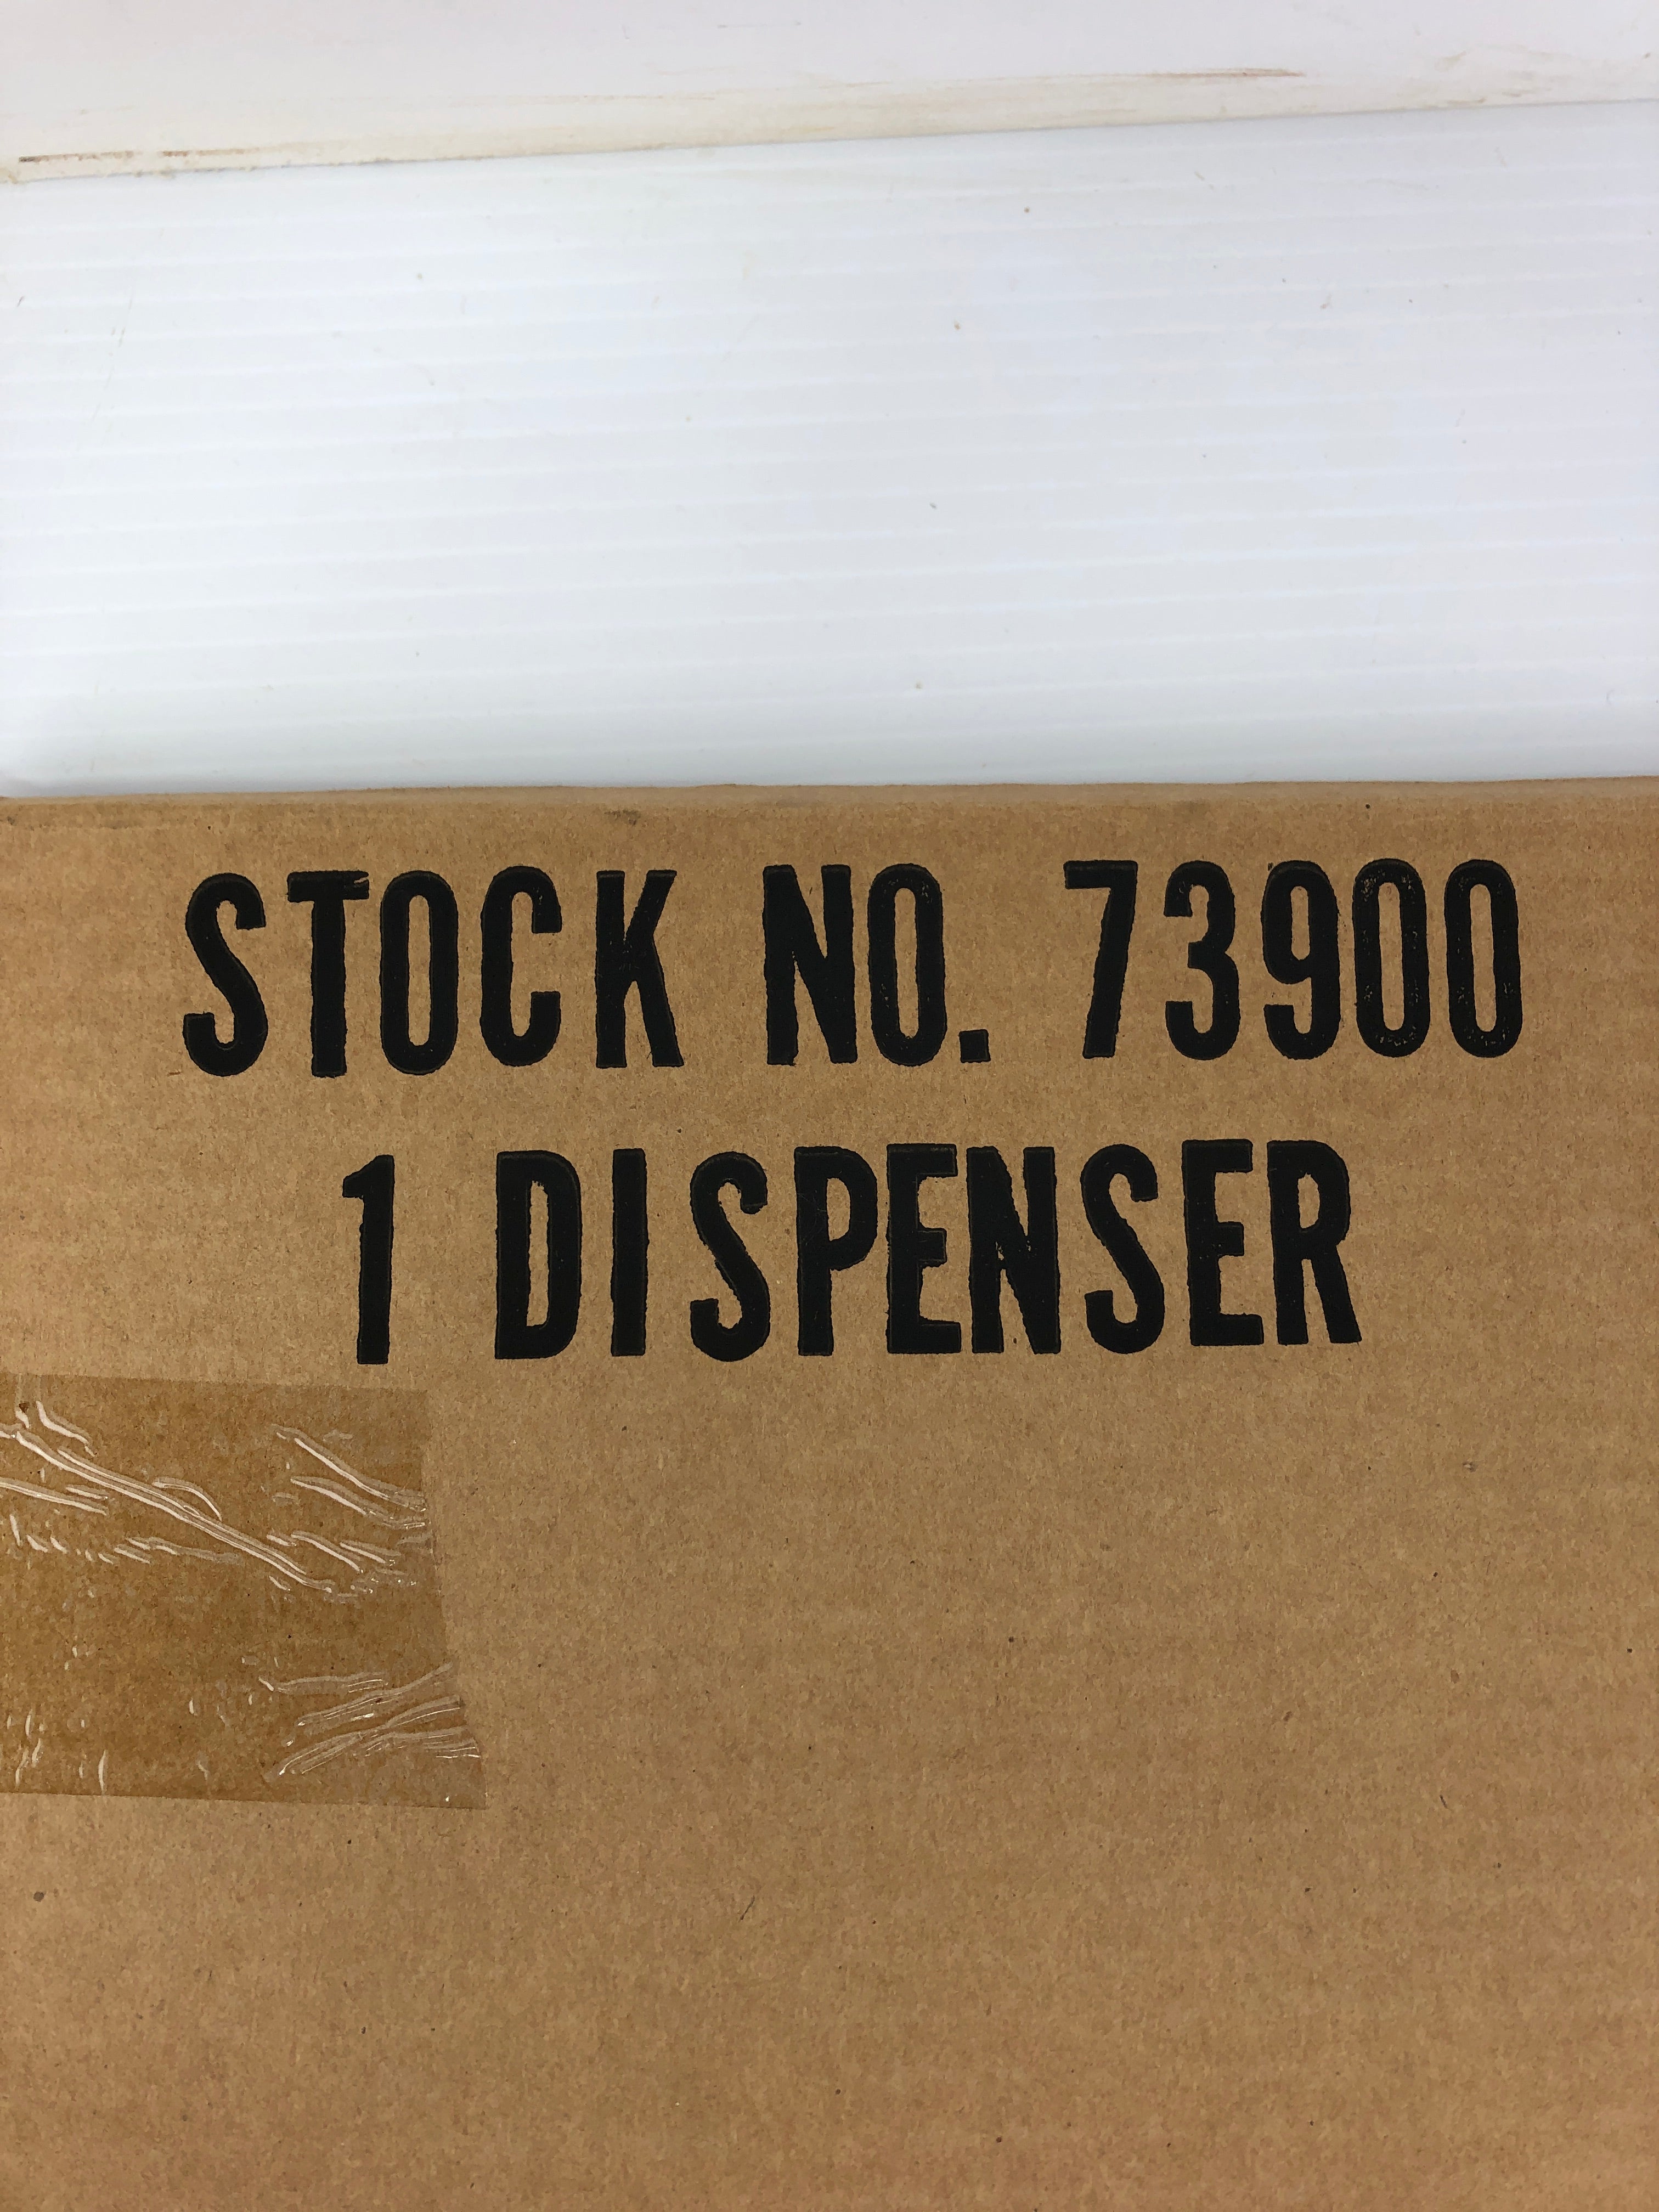 STOCK NO. 73900
1 DISPENSER